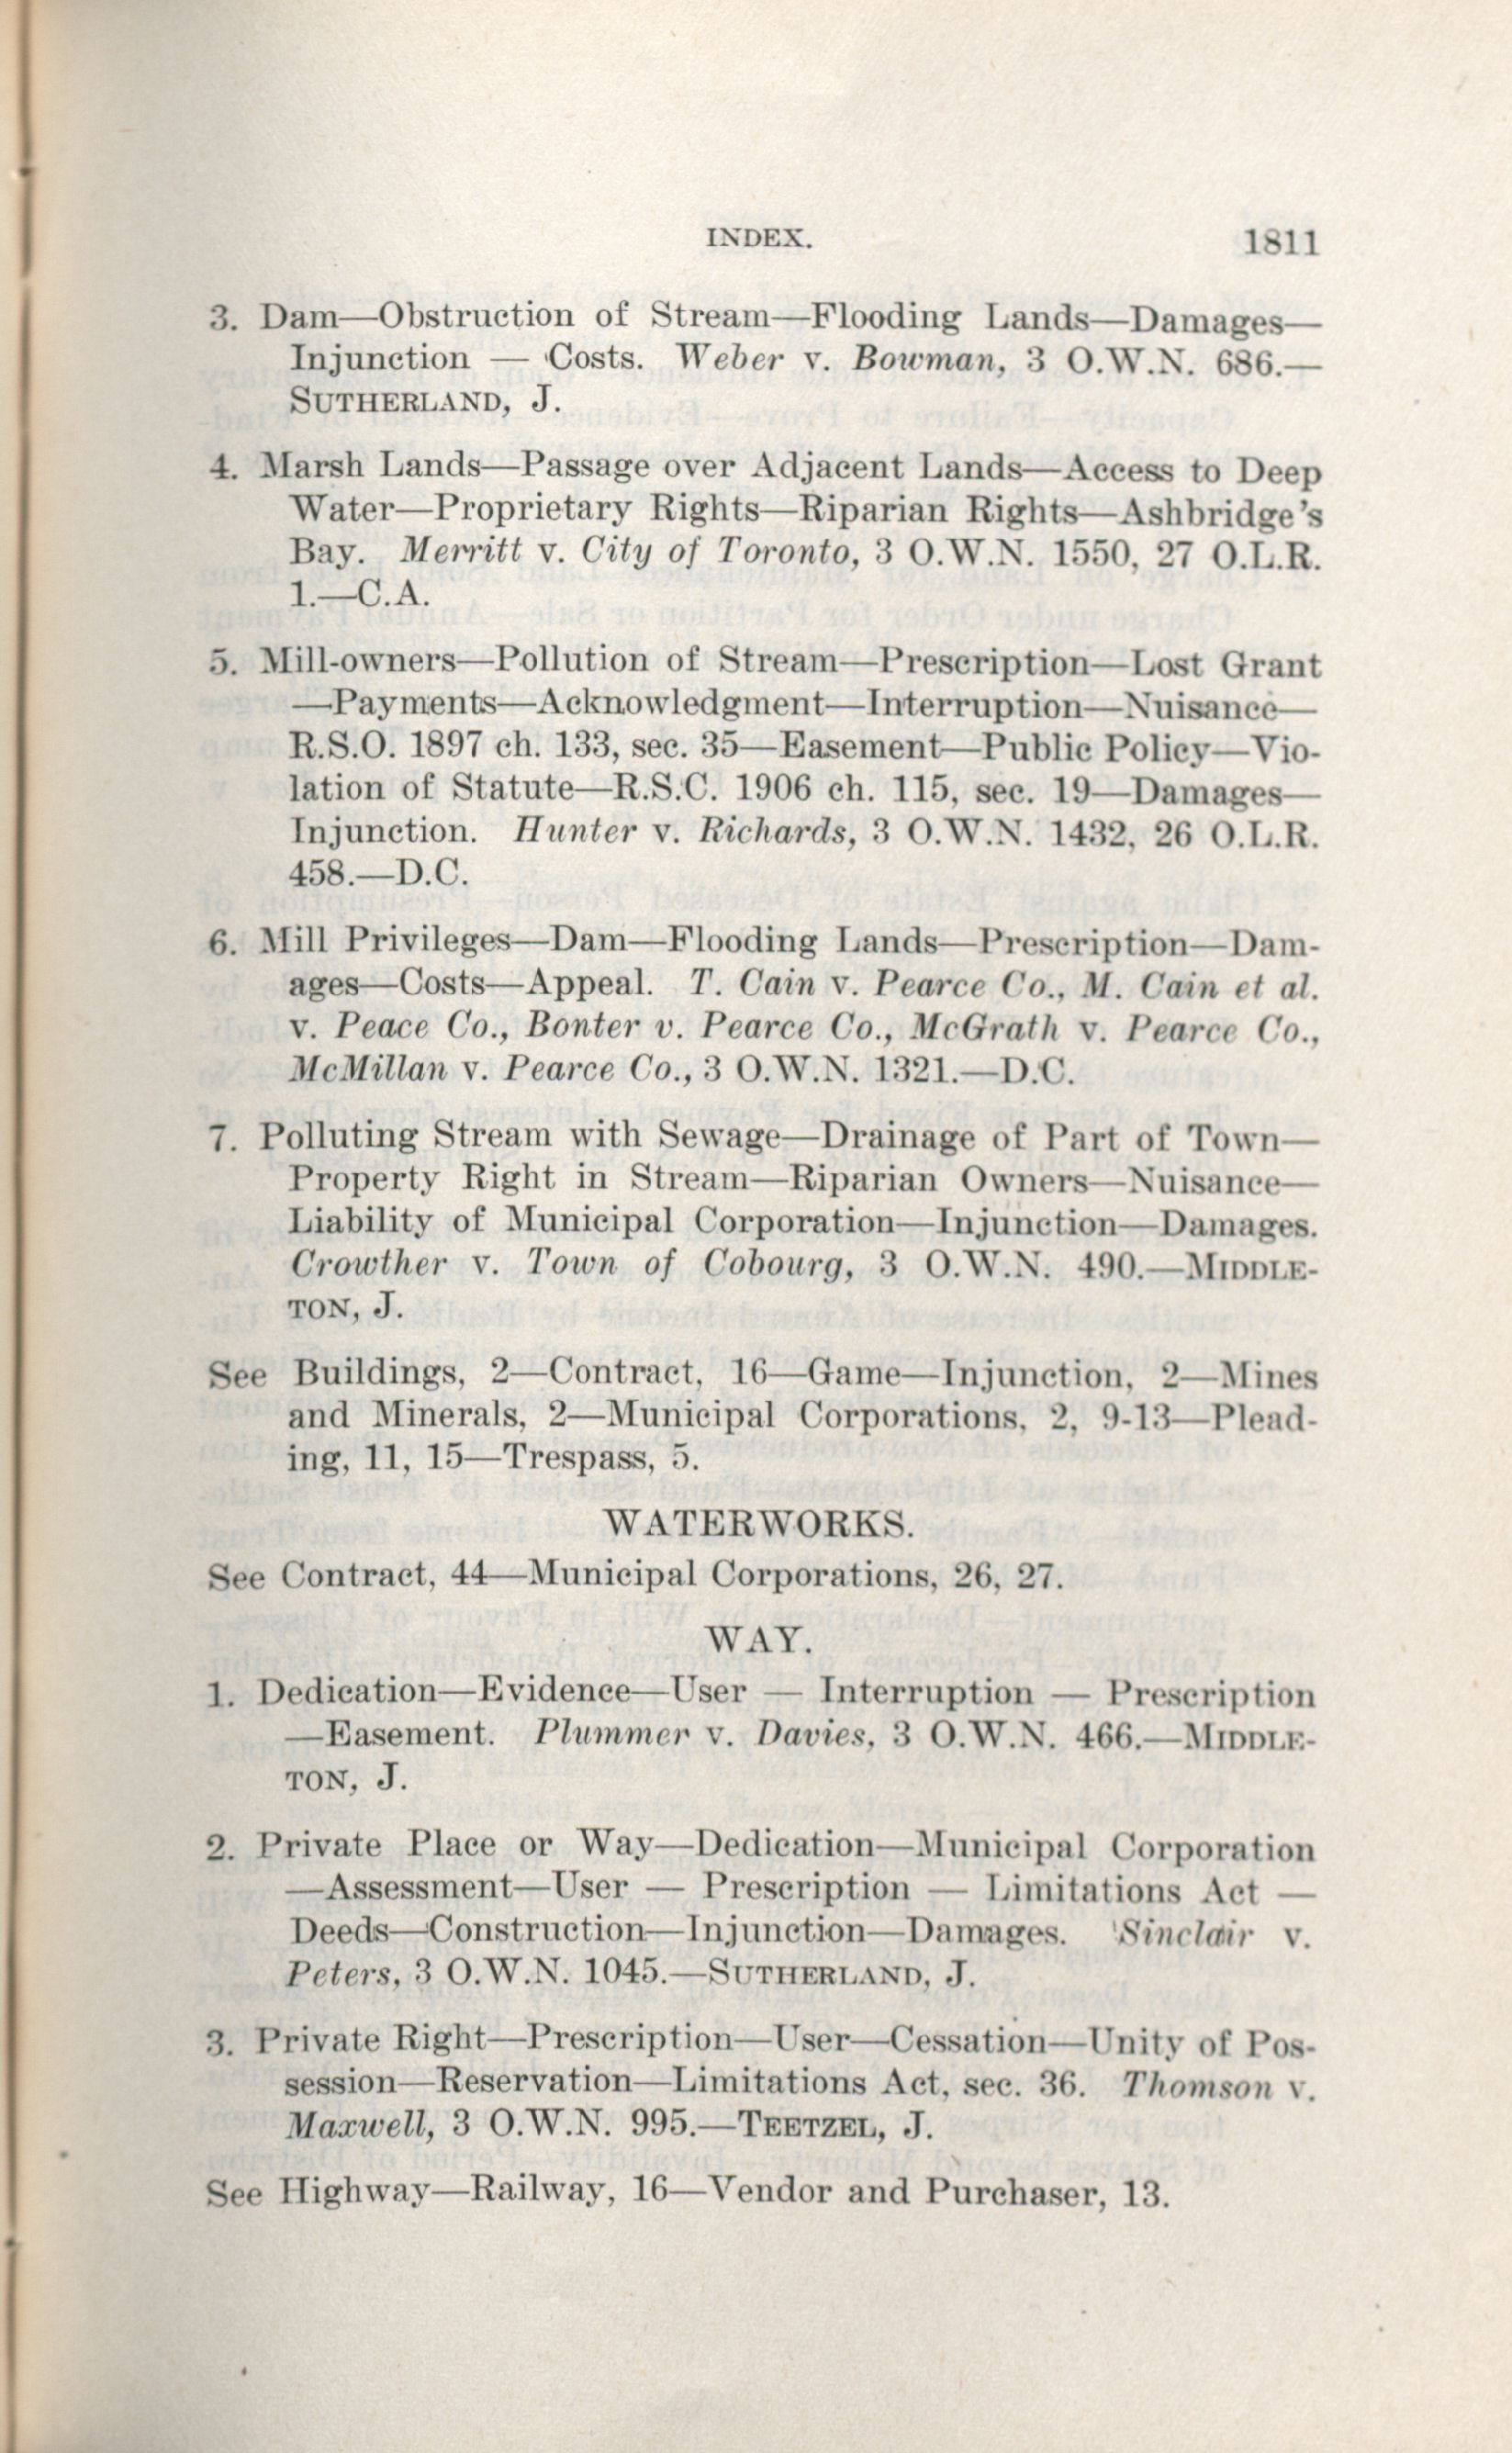 INDEX. 1811
3. Dam—Obstruction of Stream—Flooding Lands—Damages—
Injunction — Costs. Weber v. Bowman, 3 O.W.N. 686.—
SUTHERLAND, J.
4. Marsh Lands—Passage over Adjacent Lands—Access to Deep
Water—Proprietary Rights—Riparian Rights—Ashbridge's
Bay. Merritt v. City of Toronto, 3 O.W.N. 1550, 27 O.L.R.
1.—C.A.
5. Mill-owners—Pollution of Stream—Prescription—Lost Grant
—Payments—Acknowledgment—Interruption—Nuisance—
R.S.O. 1897 ch. 133, sec. 35—Easement—Public Policy—Vio-
lation of Statute—R.S.C. 1906 ch. 115, sec. 19—Damages—
Injunction. Hunter v. Richards, 3 O.W.N. 1432, 26 O.L.R.
458.—D.C.
6. Mill Privileges—Dam—Flooding Lands—Prescription—Dam-
ages—Costs—Appeal. T. Cain v. Pearce Co., M. Cain et al.
v. Peace Co., Bonter v. Pearce Co., McGrath v. Pearce Co.,
McMillan v. Pearce Co., 3 O.W.N. 1321.—D.C.
7. Polluting Stream with Sewage—Drainage of Part of Town—
Property Right in Stream—Riparian Owners—Nuisance—
Liability of Municipal Corporation—Injunction—Damages.
Crowther v. Town of Cobourg, 3 O.W.N. 490.—MIDDLE-
TON, J.
See Buildings, 2—Contract, 16—Game—Injunction, 2—Mines
and Minerals, 2—Municipal Corporations, 2, 9-13—Plead-
ing, 11, 15—Trespass, 5.
WATERWORKS.
See Contract, 44—Municipal Corporations, 26, 27.
WAY.
1. Dedication—Evidence—User — Interruption — Prescription
—Easement. Plummer v. Davies, 3 O.W.N. 466.—MIDDLE-
TON, J.
2. Private Place or Way—Dedication—Municipal Corporation
—Assessment—User — Prescription — Limitations Act —
Deeds—Construction—Injunction—Damages. Sinclair v.
Peters, 3 O.W.N. 1045.—SUTHERLAND, J.
3. Private Right—Prescription—User—Cessation—Unity of Pos-
session—Reservation—Limitations Act, sec. 36. Thomson v.
Maxwell, 3 O.W.N. 995.—TEETZEL, J.
See Highway—Railway, 16—Vendor and Purchaser, 13.